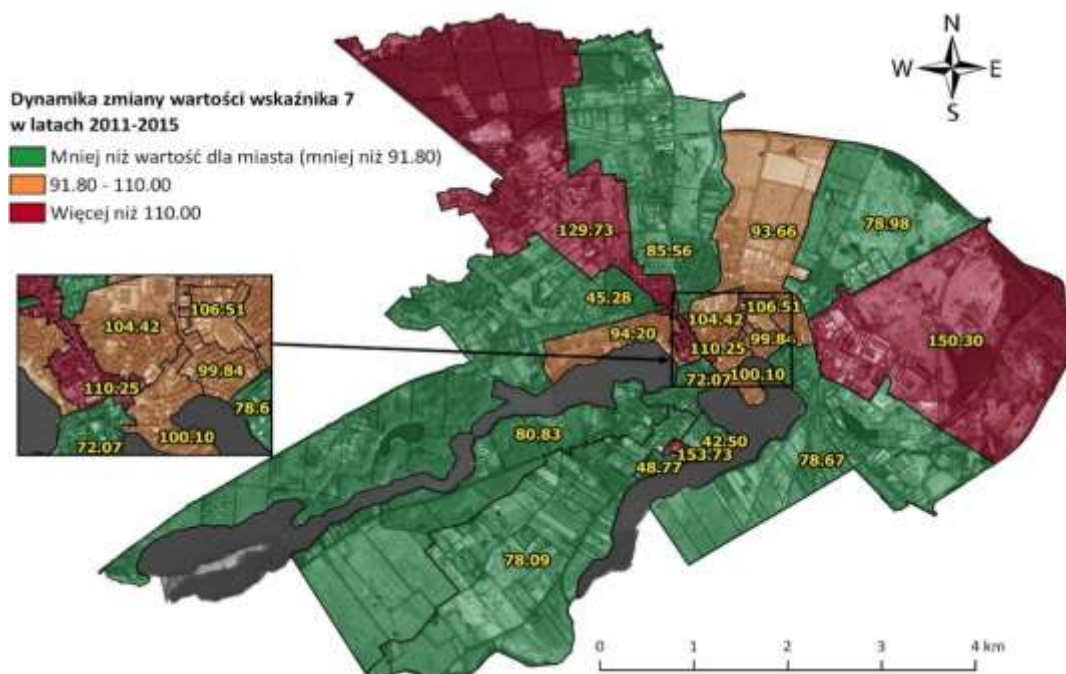 N
W E
S
Dynamika zmiany wartości wskaźnika 7
w latach 2011-2015
Mniej niż wartość dla miasta (mniej niż 91.80)
91.80 - 110.00
Więcej niż 110.00
129.73
85.56
93.66
78.98
45.28
94.20
104.42
106.51
110.25
99.84
150.30
72.07
100.10
80.83
42.50
153.73
48.77
78.67
78.09
104.42
106.51
110.25
99.84
78.6
72.07
100.10
0 1 2 3 4 km